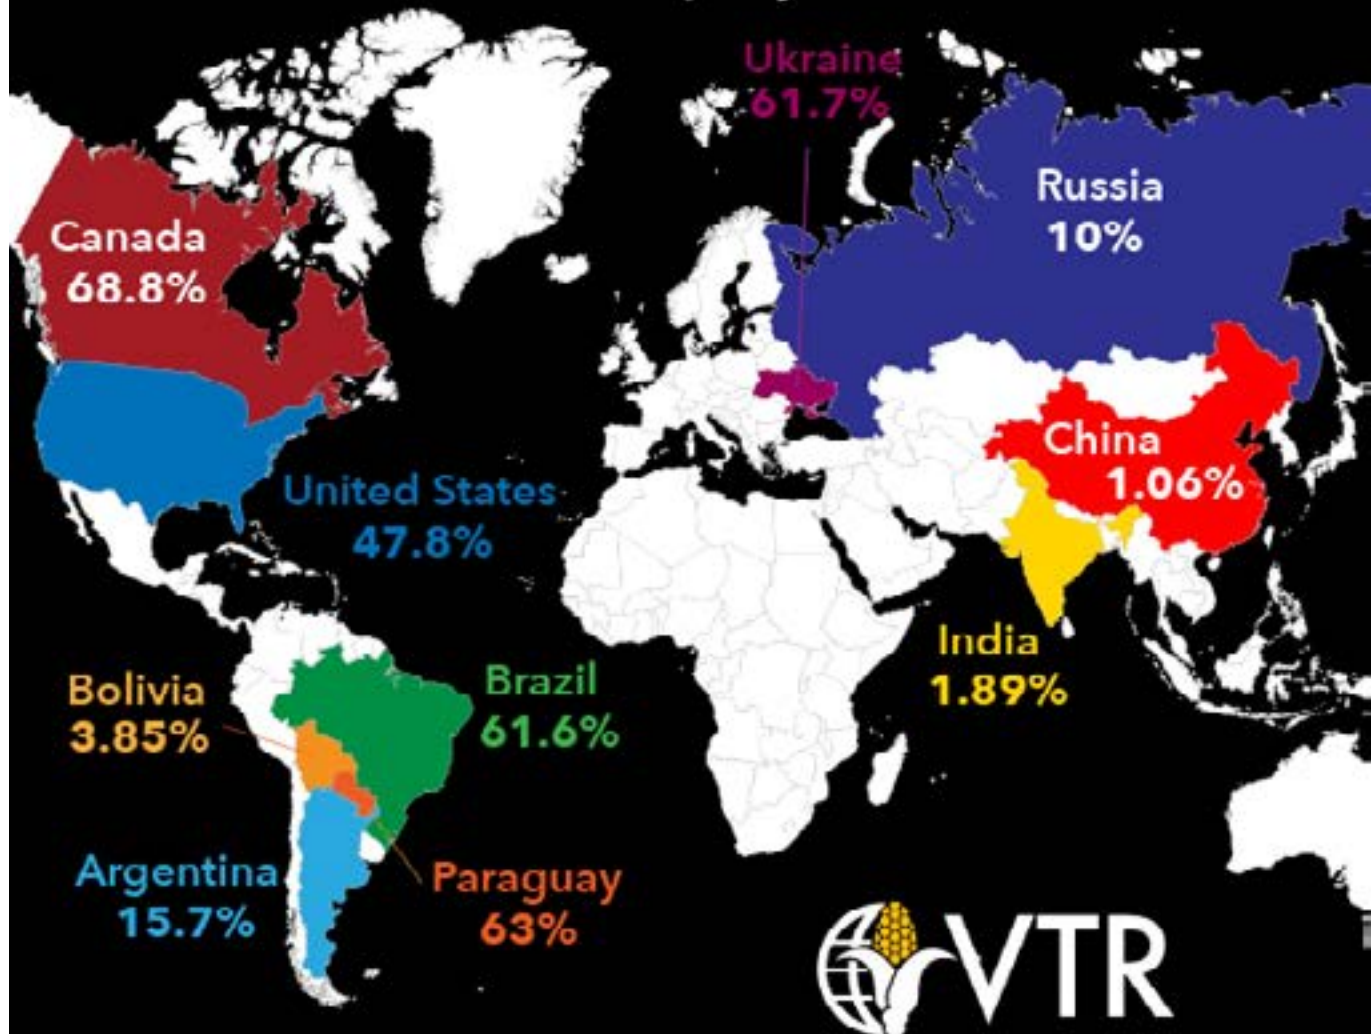 Ukraine
61.7%
Russia
10%
Canada
68.8%
China
1.06%
United States
47.8%
India
1.89%
Bolivia
3.85%
Brazil
61.6%
Argentina
15.7%
Paraguay
63%
VTR